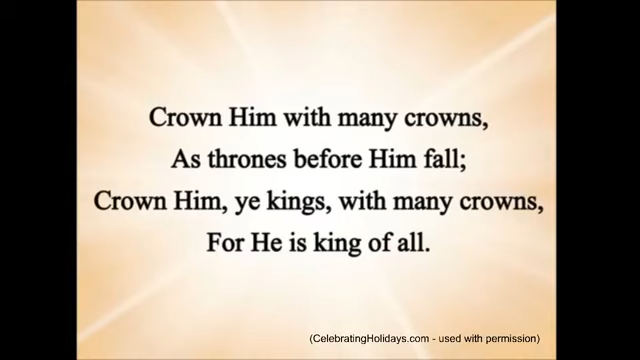 Crown Him with many crowns,
As thrones before Him fall;
Crown Him, ye kings, with many crowns,
For He is king of all.
(CelebratingHolidays.com - used with permission)